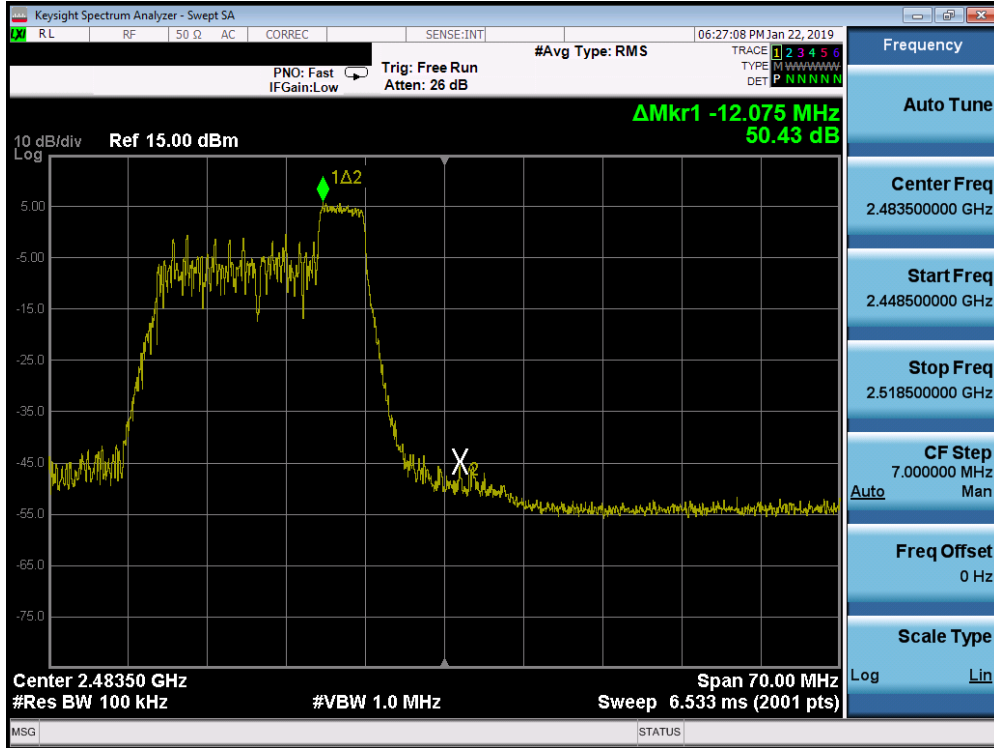 Keysight Spectrum Analyzer - Swept SA
LXI RL RF 50 Ω AC CORREC SENSE:INT 06:27:08 PM Jan 22, 2019
#Avg Type: RMS
TRACE 1 2 3 4 5 6
PNO: Fast Trig: Free Run
TYPE M WWWWW
IFGain:Low Atten: 26 dB
DET P N N N N N
ΔMkr1 -12.075 MHz
50.43 dB
10 dB/div Ref 15.00 dBm
Log
1Δ2
5.00
-5.00
-15.0
-25.0
-35.0
-45.0
2
-55.0
-65.0
-75.0
Center 2.48350 GHz Span 70.00 MHz
#Res BW 100 kHz #VBW 1.0 MHz Sweep 6.533 ms (2001 pts)
MSG STATUS
Frequency
Auto Tune
Center Freq
2.483500000 GHz
Start Freq
2.448500000 GHz
Stop Freq
2.518500000 GHz
CF Step
7.000000 MHz
Auto Man
Freq Offset
0 Hz
Scale Type
Log Lin